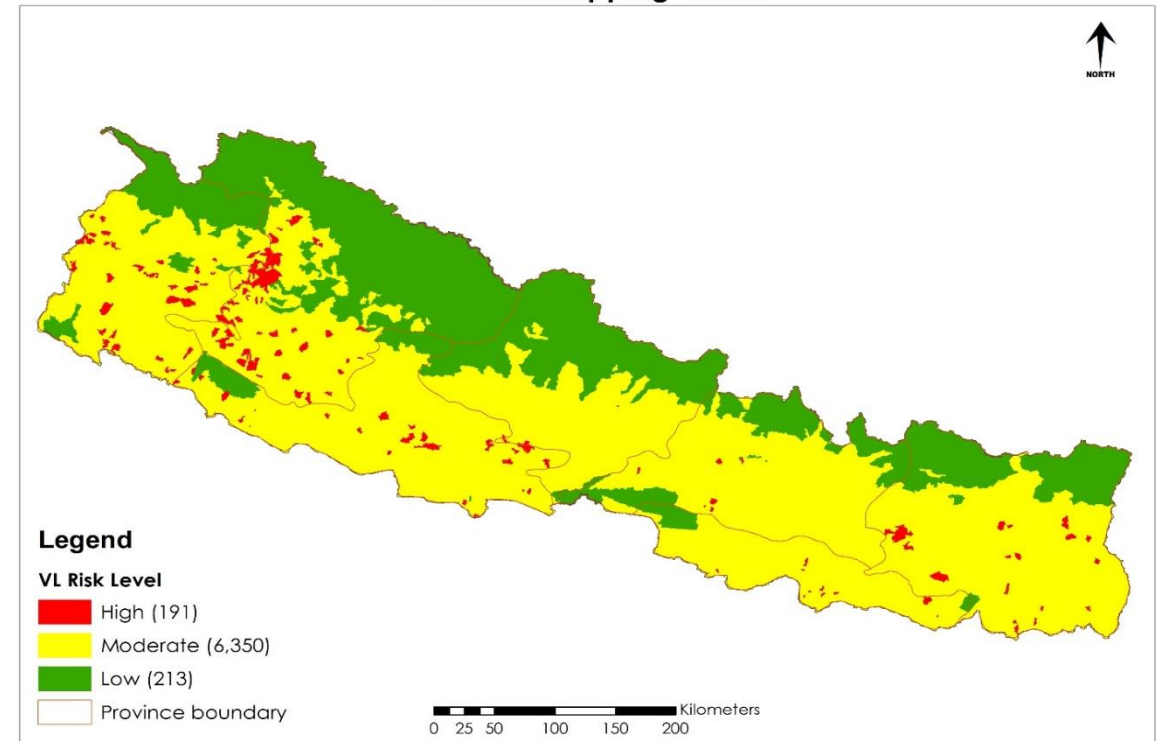 NORTH
Legend
VL Risk Level
High (191)
Moderate (6,350)
Low (213)
Province boundary
Kilometers
0 25 50 100 150 200